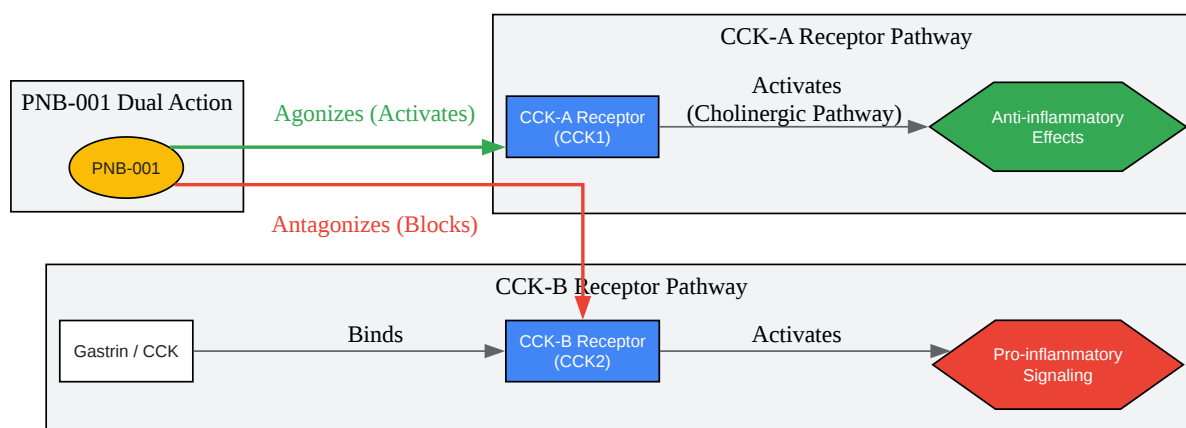 CCK-A Receptor Pathway
PNB-001 Dual Action
PNB-001
Agonizes (Activates)
CCK-A Receptor
(CCK1)
Activates
(Cholinergic Pathway)
Anti-inflammatory
Effects
Antagonizes (Blocks)
CCK-B Receptor Pathway
Gastrin / CCK
Binds
CCK-B Receptor
(CCK2)
Activates
Pro-inflammatory
Signaling